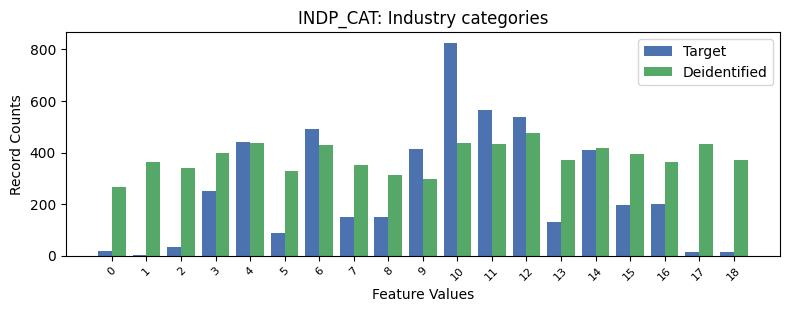 INDP_CAT: Industry categories
Target
Deidentified
Record Counts
800
600
400
200
0
0 1 2 3 4 5 6 7 8 9 10 11 12 13 14 15 16 17 18
Feature Values